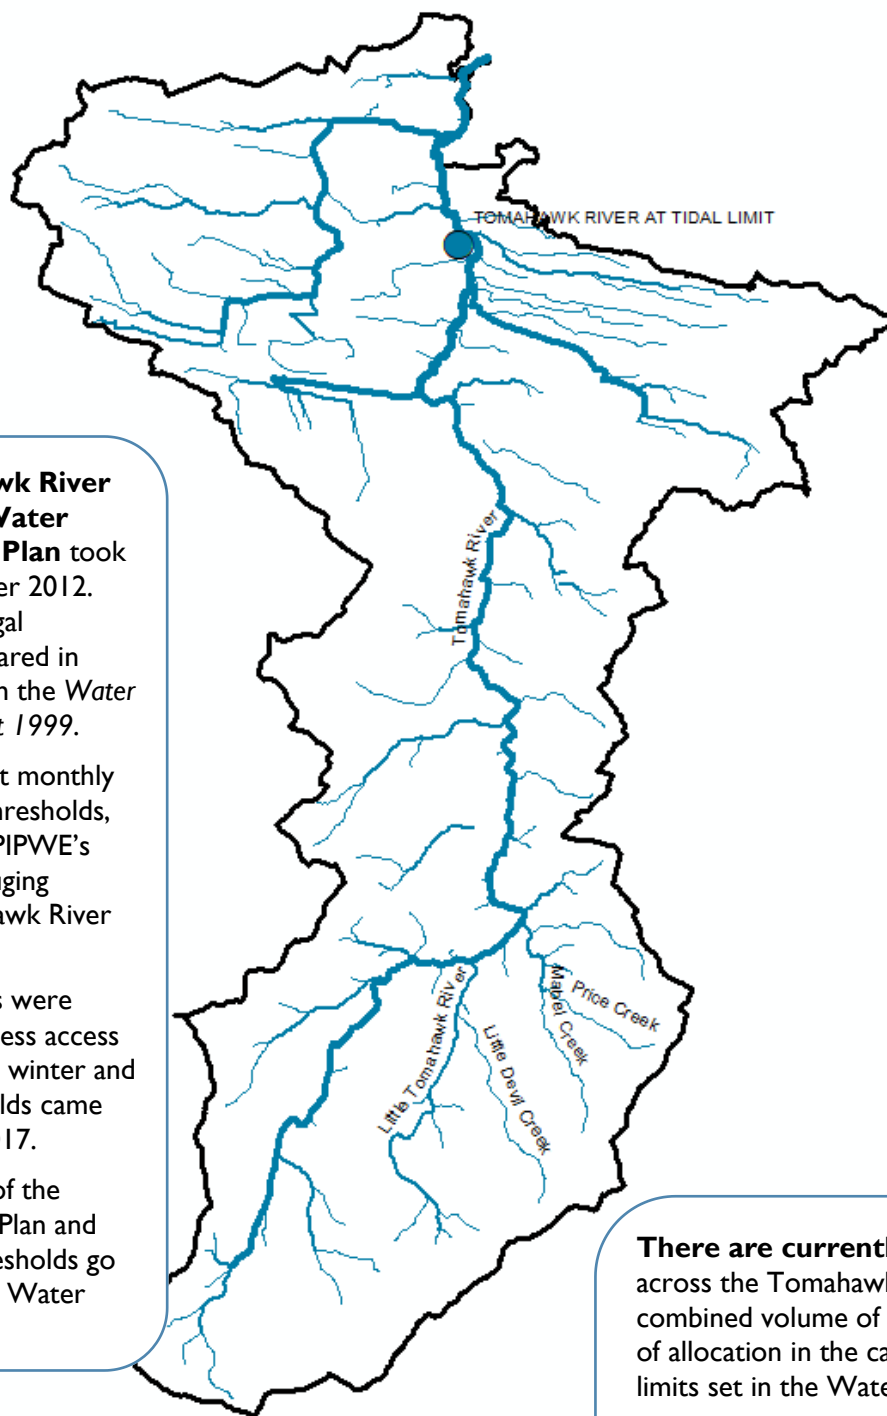 TOMAHAWK RIVER AT TIDAL LIMIT
Tomahawk River
Little Tomahawk River
Little Devil Creek
Mabel Creek
Price Creek
wk River
Water
Plan took
er 2012.
gal
ared in
n the Water
t 1999.
t monthly
hresholds,
PIPWE's
ging
awk River
s were
ess access
winter and
lds came
17.
of the
Plan and
esholds go
Water
There are currentl
across the Tomahawk
combined volume of
of allocation in the ca
limits set in the Wate